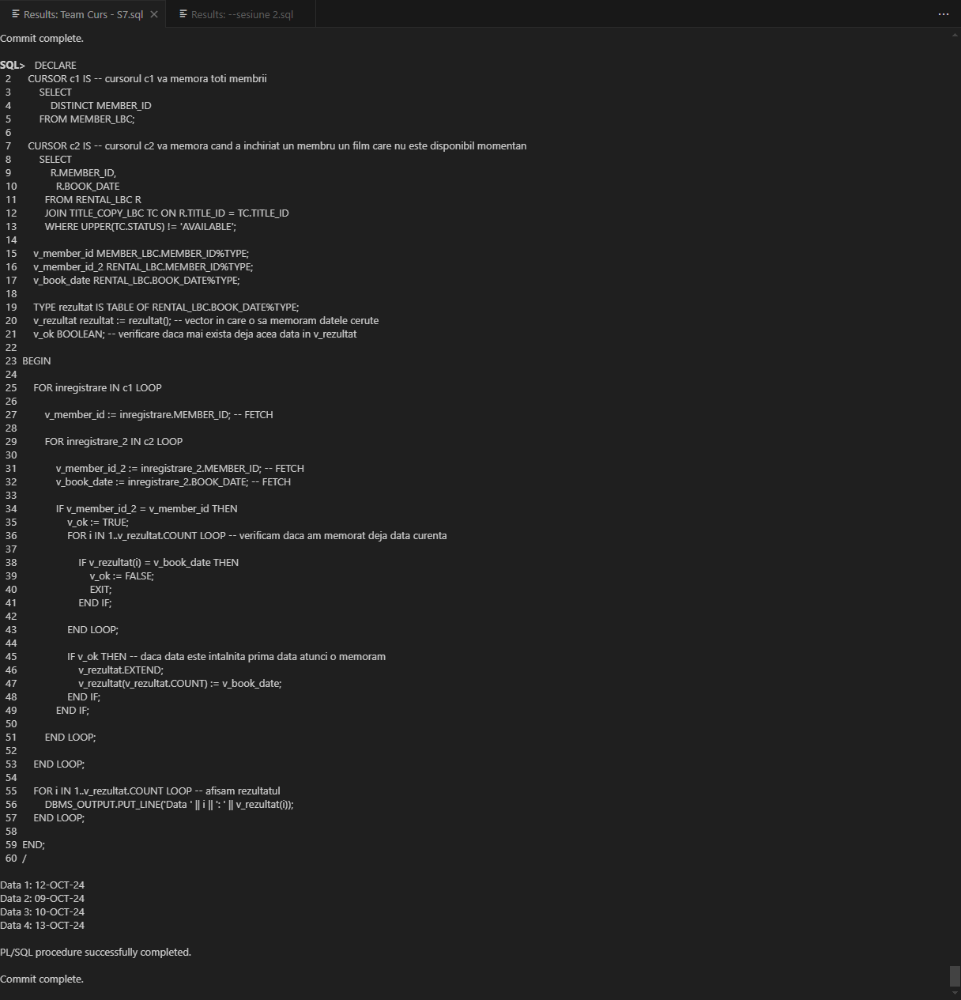 Results: Team Curs - S7.sql
Results: --sesiune 2.sql
Commit complete.
SQL> DECLARE
2 CURSOR c1 IS -- cursorul c1 va memora toti membrii
3 SELECT
4 DISTINCT MEMBER_ID
5 FROM MEMBER_LBC;
6
7 CURSOR c2 IS -- cursorul c2 va memora cand a inchiriat un membru un film care nu este disponibil momentan
8 SELECT
9 R.MEMBER_ID,
10 R.BOOK_DATE
11 FROM RENTAL_LBC R
12 JOIN TITLE_COPY_LBC TC ON R.TITLE_ID = TC.TITLE_ID
13 WHERE UPPER(TC.STATUS) != 'AVAILABLE';
14
15 v_member_id MEMBER_LBC.MEMBER_ID%TYPE;
16 v_member_id_2 RENTAL_LBC.MEMBER_ID%TYPE;
17 v_book_date RENTAL_LBC.BOOK_DATE%TYPE;
18
19 TYPE rezultat IS TABLE OF RENTAL_LBC.BOOK_DATE%TYPE;
20 v_rezultat rezultat := rezultat(); -- vector in care o sa memoram datele cerute
21 v_ok BOOLEAN; -- verificare daca mai exista deja acea data in v_rezultat
22
23 BEGIN
24
25 FOR inregistrare IN c1 LOOP
26
27 v_member_id := inregistrare.MEMBER_ID; -- FETCH
28
29 FOR inregistrare_2 IN c2 LOOP
30
31 v_member_id_2 := inregistrare_2.MEMBER_ID; -- FETCH
32 v_book_date := inregistrare_2.BOOK_DATE; -- FETCH
33
34 IF v_member_id_2 = v_member_id THEN
35 v_ok := TRUE;
36 FOR i IN 1..v_rezultat.COUNT LOOP -- verificam daca am memorat deja data curenta
37
38 IF v_rezultat(i) = v_book_date THEN
39 v_ok := FALSE;
40 EXIT;
41 END IF;
42
43 END LOOP;
44
45 IF v_ok THEN -- daca data este intalnita prima data atunci o memoram
46 v_rezultat.EXTEND;
47 v_rezultat(v_rezultat.COUNT) := v_book_date;
48 END IF;
49 END IF;
50
51 END LOOP;
52
53 END LOOP;
54
55 FOR i IN 1..v_rezultat.COUNT LOOP -- afisam rezultatul
56 DBMS_OUTPUT.PUT_LINE('Data ' || i || ': ' || v_rezultat(i));
57 END LOOP;
58
59 END;
60 /
Data 1: 12-OCT-24
Data 2: 09-OCT-24
Data 3: 10-OCT-24
Data 4: 13-OCT-24
PL/SQL procedure successfully completed.
Commit complete.